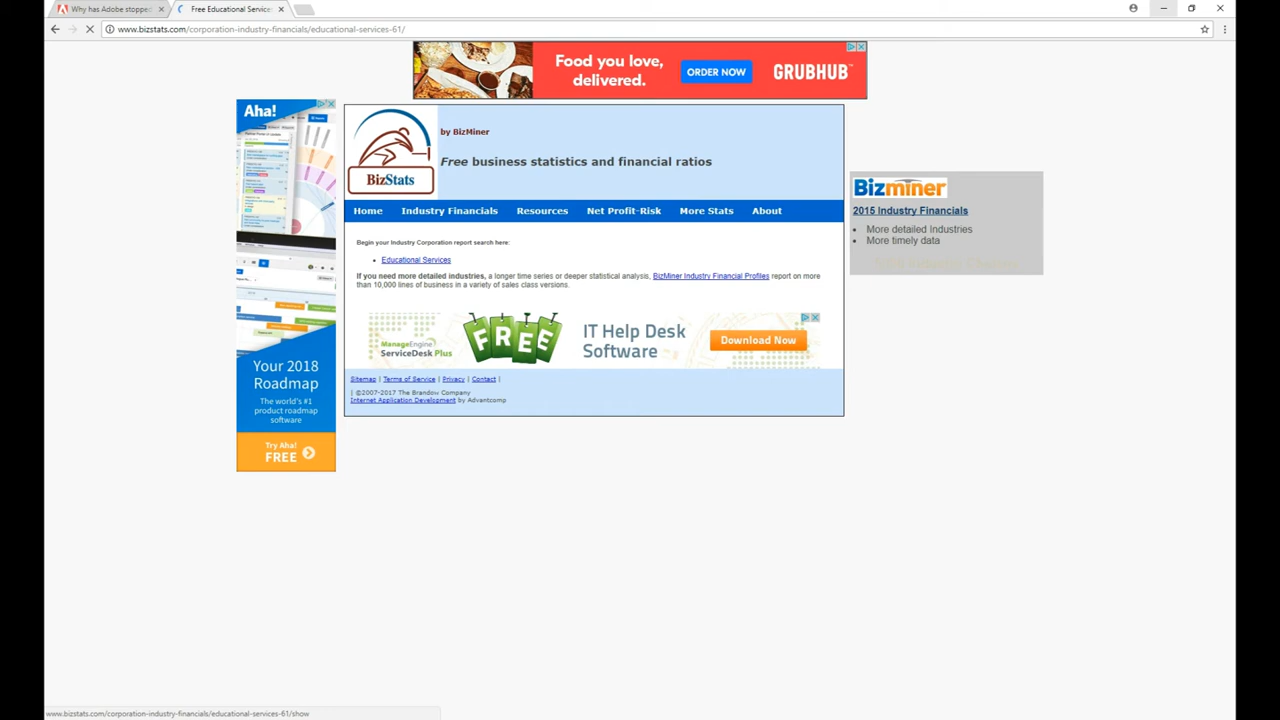 Why has Adobe stopped
Free Educational Service
www.bizstats.com/corporation-industry-financials/educational-services-61/
Food you love,
delivered.
ORDER NOW
GRUBHUB™
Aha!
by BizMiner
Free business statistics and financial ratios
BizStats
Bizminer
Home Industry Financials Resources Net Profit-Risk More Stats About
2015 Industry Financials
More detailed Industries
More timely data
Begin your Industry Corporation report search here:
Educational Services
If you need more detailed industries, a longer time series or deeper statistical analysis, BizMiner Industry Financial Profiles report on more
than 10,000 lines of business in a variety of sales class versions.
ManageEngine
ServiceDesk Plus
FREE
IT Help Desk
Software
Download Now
Your 2018
Roadmap
The world's #1
product roadmap
software
Try Aha!
FREE
Sitemap | Terms of Service | Privacy | Contact |
| ©2007-2017 The Brandow Company
Internet Application Development by Advantcomp
www.bizstats.com/corporation-industry-financials/educational-services-61/show